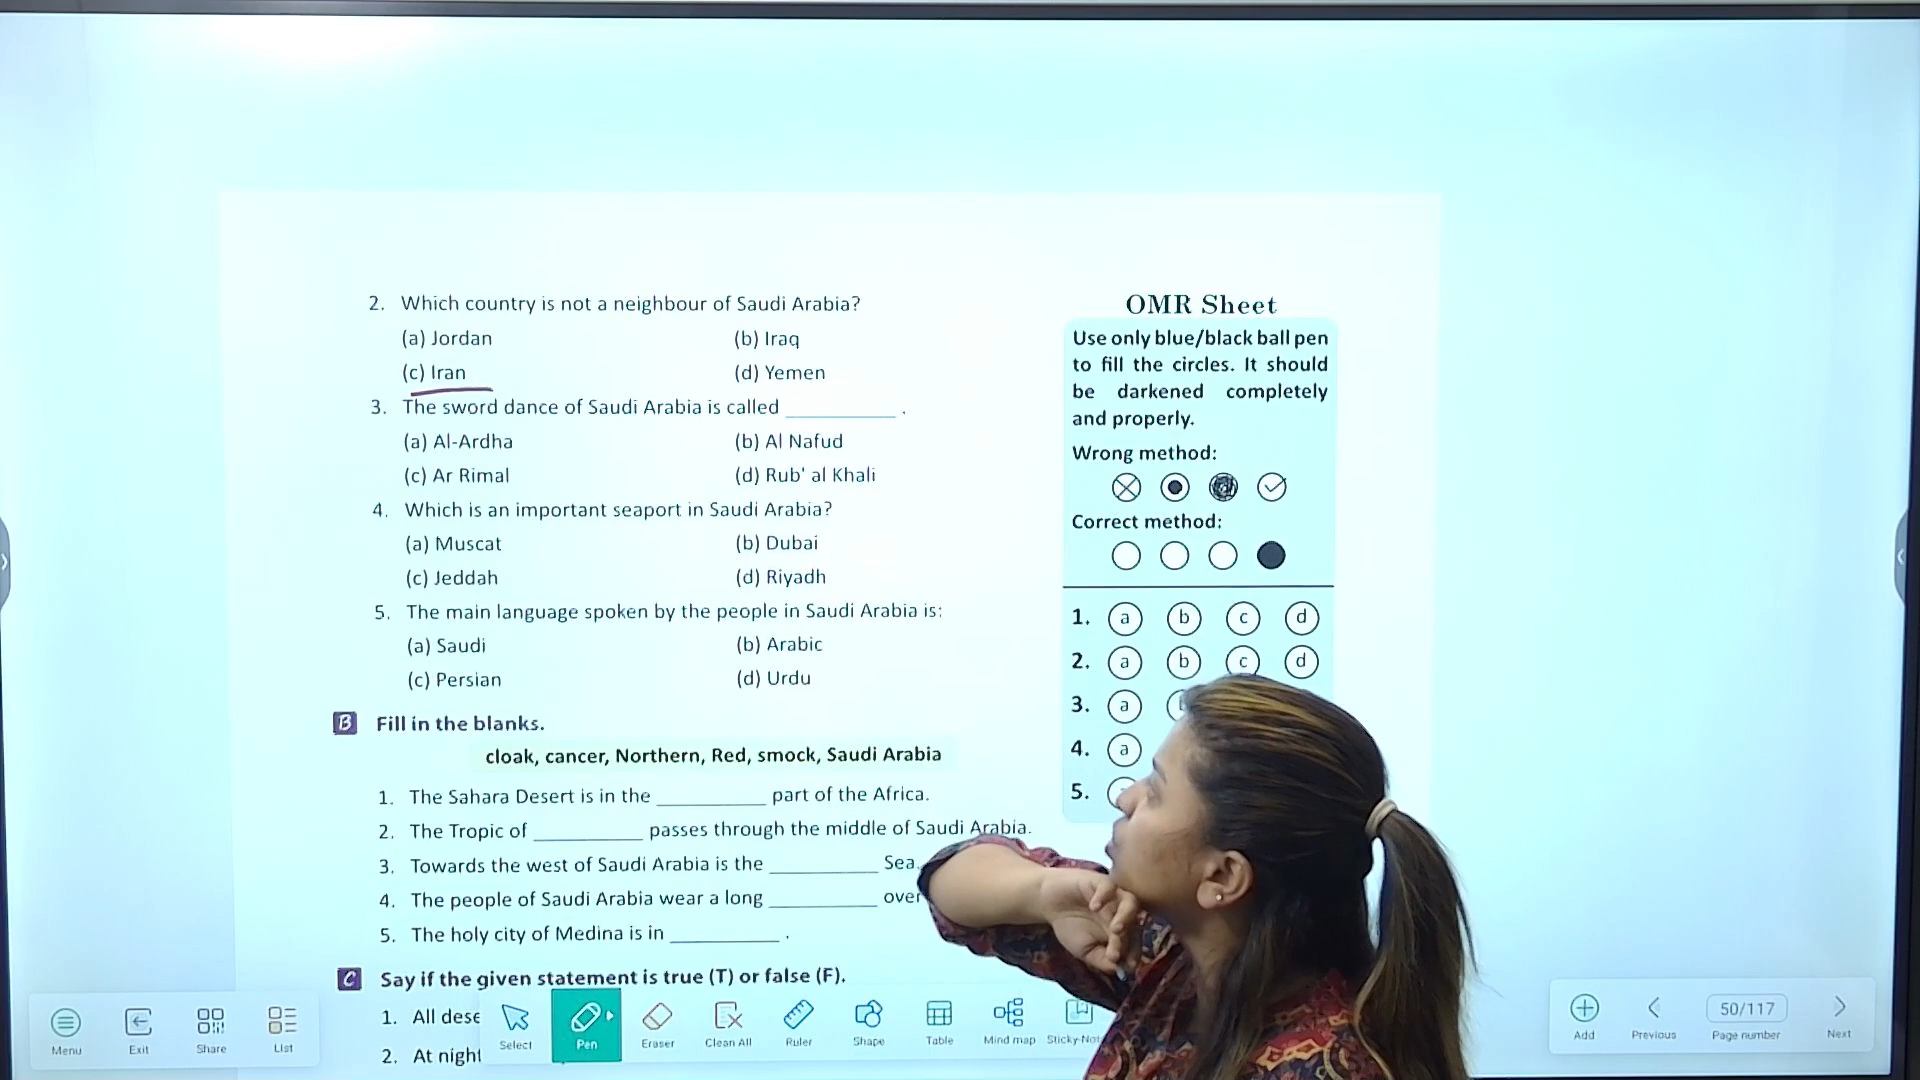 2. Which country is not a neighbour of Saudi Arabia?
(a) Jordan (b) Iraq
(c) Iran (d) Yemen
3. The sword dance of Saudi Arabia is called __________ .
(a) Al-Ardha (b) Al Nafud
(c) Ar Rimal (d) Rub' al Khali
4. Which is an important seaport in Saudi Arabia?
(a) Muscat (b) Dubai
(c) Jeddah (d) Riyadh
5. The main language spoken by the people in Saudi Arabia is:
(a) Saudi (b) Arabic
(c) Persian (d) Urdu
B Fill in the blanks.
cloak, cancer, Northern, Red, smock, Saudi Arabia
1. The Sahara Desert is in the __________ part of the Africa.
2. The Tropic of __________ passes through the middle of Saudi Arabia.
3. Towards the west of Saudi Arabia is the __________ Sea.
4. The people of Saudi Arabia wear a long __________ over
5. The holy city of Medina is in __________ .
C Say if the given statement is true (T) or false (F).
1. All dese
2. At night
OMR Sheet
Use only blue/black ball pen
to fill the circles. It should
be darkened completely
and properly.
Wrong method:
Correct method:
1. a b c d
2. a b c d
3. a
4. a
5.
Menu Exit Share List Select Pen Eraser Clean All Ruler Shape Table Mind map Sticky-Not
Add Previous 50/117 Page number Next